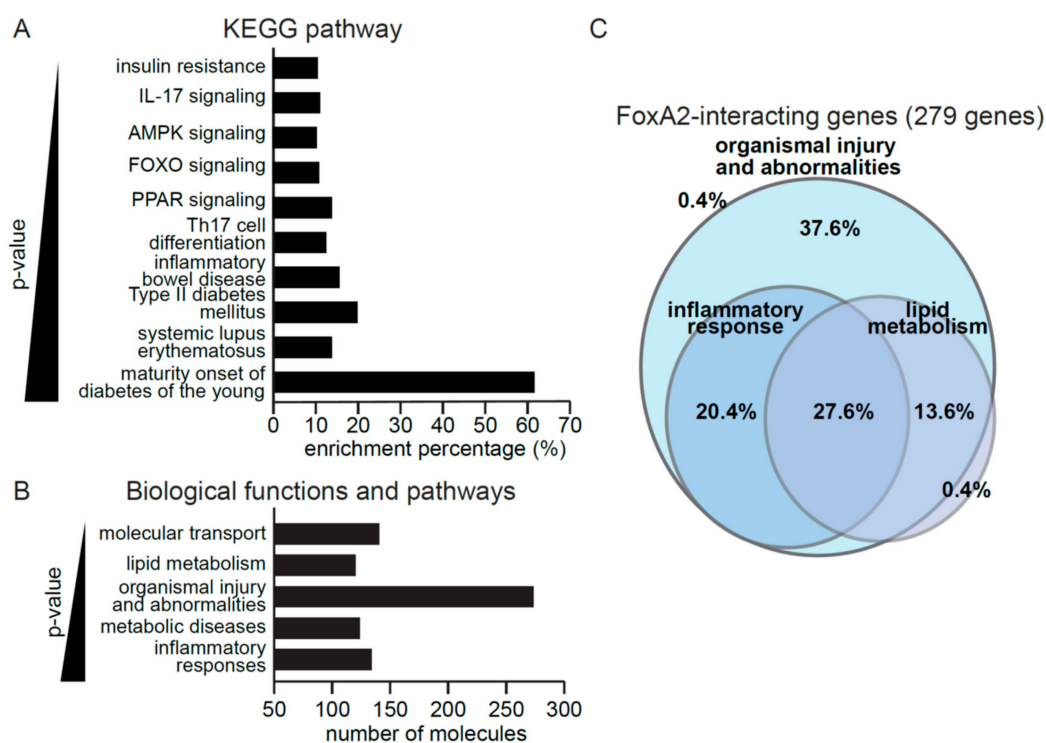 A
KEGG pathway
p-value
insulin resistance
IL-17 signaling
AMPK signaling
FOXO signaling
PPAR signaling
Th17 cell
differentiation
inflammatory
bowel disease
Type II diabetes
mellitus
systemic lupus
erythematosus
maturity onset of
diabetes of the young
0 10 20 30 40 50 60 70
enrichment percentage (%)
B
Biological functions and pathways
p-value
molecular transport
lipid metabolism
organismal injury
and abnormalities
metabolic diseases
inflammatory
responses
50 100 150 200 250 300
number of molecules
C
FoxA2-interacting genes (279 genes)
organismal injury
and abnormalities
0.4%
37.6%
inflammatory
response
lipid
metabolism
20.4%
27.6%
13.6%
0.4%